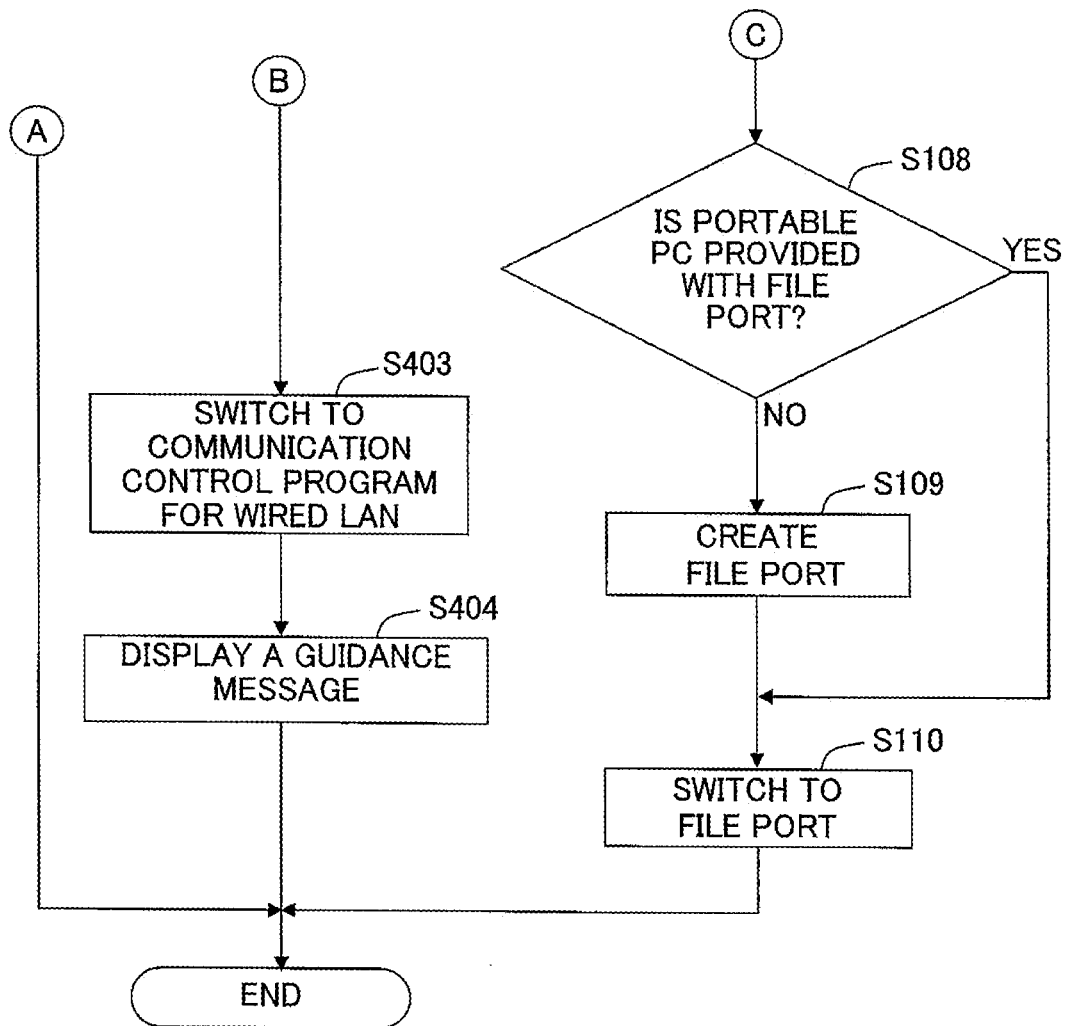 A
B
S403
SWITCH TO
COMMUNICATION
CONTROL PROGRAM
FOR WIRED LAN
S404
DISPLAY A GUIDANCE
MESSAGE
C
S108
IS PORTABLE
PC PROVIDED
WITH FILE
PORT?
YES
NO
S109
CREATE
FILE PORT
S110
SWITCH TO
FILE PORT
END